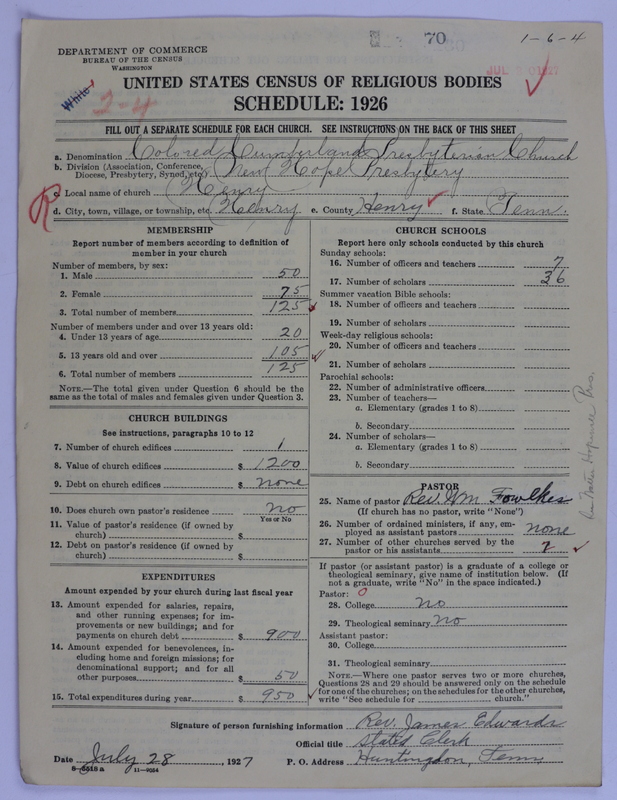 70
1-6-4
DEPARTMENT OF COMMERCE
BUREAU OF THE CENSUS
WASHINGTON
White
2-4
UNITED STATES CENSUS OF RELIGIOUS BODIES
SCHEDULE: 1926
FILL OUT A SEPARATE SCHEDULE FOR EACH CHURCH. SEE INSTRUCTIONS ON THE BACK OF THIS SHEET
a. Denomination Colored Cumberland Presbyterian Church
b. Division (Association, Conference, Diocese, Presbytery, Synod, etc.) New Hope Presbytery
c. Local name of church Henry
R
d. City, town, village, or township, etc. Henry e. County Henry f. State Tenn.
MEMBERSHIP
Report number of members according to definition of
member in your church
Number of members, by sex:
1. Male 50
2. Female 75
3. Total number of members 125
Number of members under and over 13 years old:
4. Under 13 years of age 20
5. 13 years old and over 105
6. Total number of members 125
NOTE.—The total given under Question 6 should be the
same as the total of males and females given under Question 3.
CHURCH BUILDINGS
See instructions, paragraphs 10 to 12
7. Number of church edifices 1
8. Value of church edifices $ 1200
9. Debt on church edifices $ none
10. Does church own pastor's residence no
Yes or No
11. Value of pastor's residence (if owned by
church) $
12. Debt on pastor's residence (if owned by
church) $
EXPENDITURES
Amount expended by your church during last fiscal year
13. Amount expended for salaries, repairs,
and other running expenses; for im-
provements or new buildings; and for
payments on church debt $ 900
14. Amount expended for benevolences, in-
cluding home and foreign missions; for
denominational support; and for all
other purposes $ 50
15. Total expenditures during year $ 950
CHURCH SCHOOLS
Report here only schools conducted by this church
Sunday schools:
16. Number of officers and teachers 7
17. Number of scholars 36
Summer vacation Bible schools:
18. Number of officers and teachers
19. Number of scholars
Week-day religious schools:
20. Number of officers and teachers
21. Number of scholars
Parochial schools:
22. Number of administrative officers
23. Number of teachers—
a. Elementary (grades 1 to 8)
b. Secondary
24. Number of scholars—
a. Elementary (grades 1 to 8)
b. Secondary
PASTOR
25. Name of pastor Rev. Wm Fowlkes
(If church has no pastor, write "None")
26. Number of ordained ministers, if any, em-
ployed as assistant pastors none
27. Number of other churches served by the
pastor or his assistants 2
If pastor (or assistant pastor) is a graduate of a college or
theological seminary, give name of institution below. (If
not a graduate, write "No" in the space indicated.)
Pastor: 0
28. College no
29. Theological seminary no
Assistant pastor:
30. College
31. Theological seminary
NOTE.—Where one pastor serves two or more churches,
Questions 28 and 29 should be answered only on the schedule
for one of the churches; on the schedules for the other churches,
write "See schedule for church."
Signature of person furnishing information Rev. James Edwards
Official title States Clerk
Date July 28, 1927 P. O. Address Huntingdon, Tenn
8-5518a 11-9024